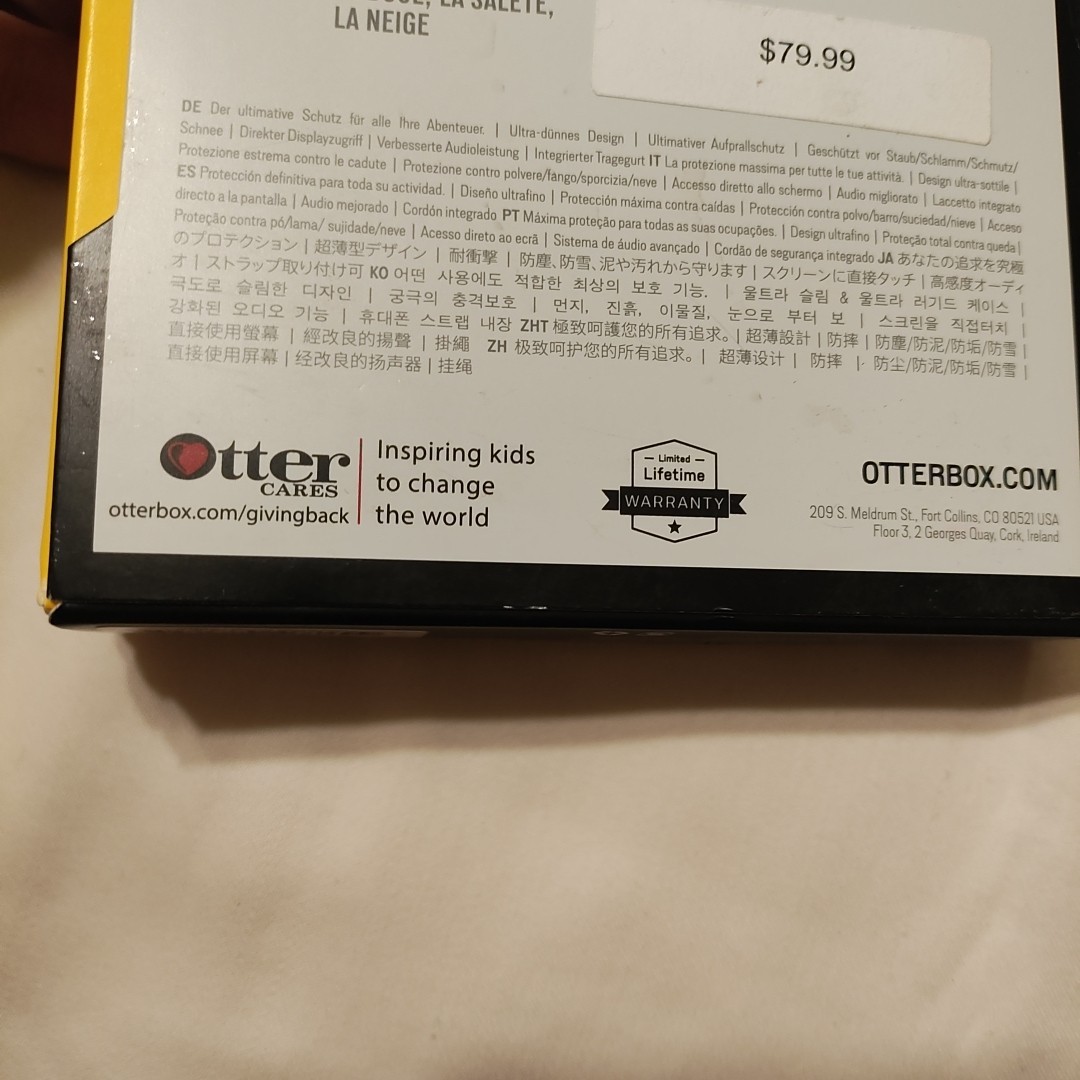 LA SALETÉ,
LA NEIGE
$79.99
DE Der ultimative Schutz für alle Ihre Abenteuer. | Ultra-dünnes Design | Ultimativer Aufprallschutz | Geschützt vor Staub/Schlamm/Schmutz/
Schnee | Direkter Displayzugriff | Verbesserte Audioleistung | Integrierter Tragegurt IT La protezione massima per tutte le tue attività. | Design ultra-sottile |
Protezione estrema contro le cadute | Protezione contro polvere/fango/sporcizia/neve | Accesso diretto allo schermo | Audio migliorato | Laccetto integrato
ES Protección definitiva para toda su actividad. | Diseño ultrafino | Protección máxima contra caídas | Protección contra polvo/barro/suciedad/nieve | Acceso
directo a la pantalla | Audio mejorado | Cordón integrado PT Máxima proteção para todas as suas ocupações. | Design ultrafino | Proteção total contra queda |
Proteção contra pó/lama/ sujidade/neve | Acesso direto ao ecrã | Sistema de áudio avançado | Cordão de segurança integrado JA あなたの追求を究極
のプロテクション | 超薄型デザイン | 耐衝撃 | 防塵、防雪、泥や汚れから守ります | スクリーンに直接タッチ | 高感度オーディ
オ | ストラップ取り付け可 KO 어떤 사용에도 적합한 최상의 보호 기능. | 울트라 슬림 & 울트라 러기드 케이스 |
극도로 슬림한 디자인 | 궁극의 충격보호 | 먼지, 진흙, 이물질, 눈으로 부터 보 | 스크린을 직접터치 |
강화된 오디오 기능 | 휴대폰 스트랩 내장 ZHT 極致呵護您的所有追求。| 超薄設計 | 防摔 | 防塵/防泥/防垢/防雪 |
直接使用螢幕 | 經改良的揚聲 | 掛繩 ZH 极致呵护您的所有追求。| 超薄设计 | 防摔 | 防尘/防泥/防垢/防雪 |
直接使用屏幕 | 经改良的扬声器 | 挂绳
Otter
CARES
otterbox.com/givingback
Inspiring kids
to change
the world
Limited
Lifetime
WARRANTY
OTTERBOX.COM
209 S. Meldrum St., Fort Collins, CO 80521 USA
Floor 3, 2 Georges Quay, Cork, Ireland